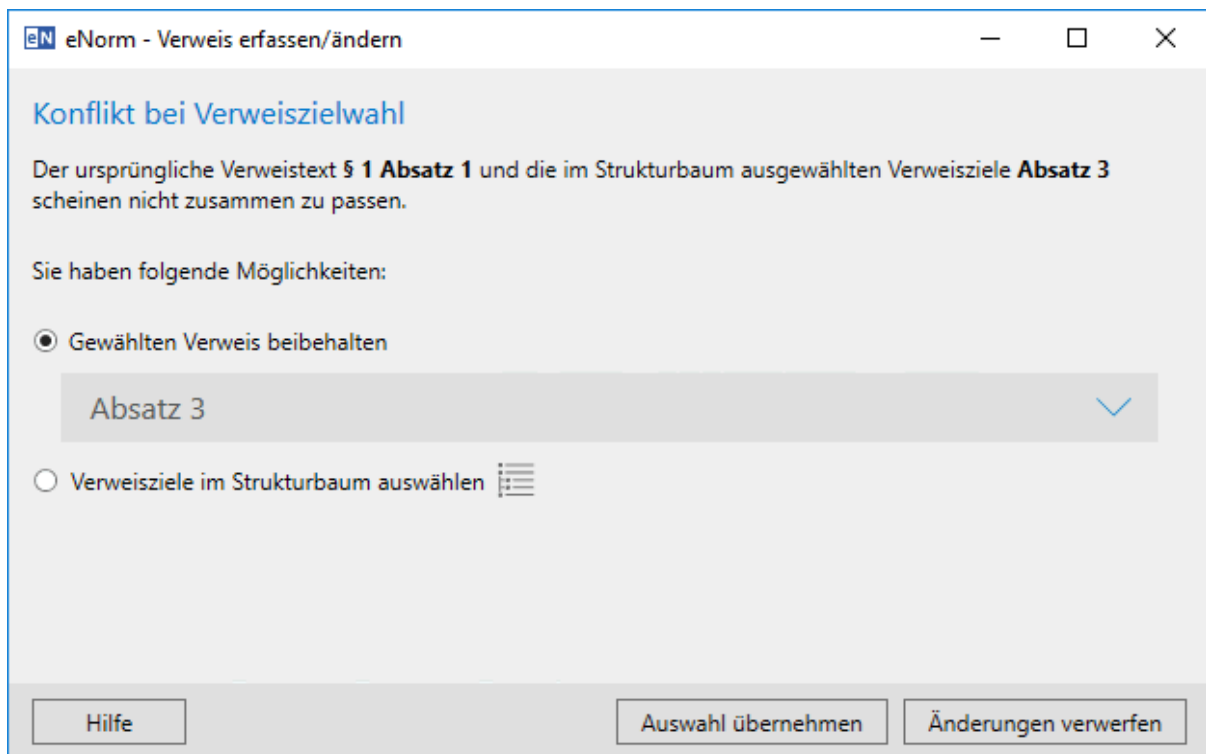 eN eNorm - Verweis erfassen/ändern
Konflikt bei Verweiszielwahl
Der ursprüngliche Verweistext § 1 Absatz 1 und die im Strukturbaum ausgewählten Verweisziele Absatz 3
scheinen nicht zusammen zu passen.
Sie haben folgende Möglichkeiten:
Gewählten Verweis beibehalten
Absatz 3
Verweisziele im Strukturbaum auswählen
Hilfe
Auswahl übernehmen
Änderungen verwerfen